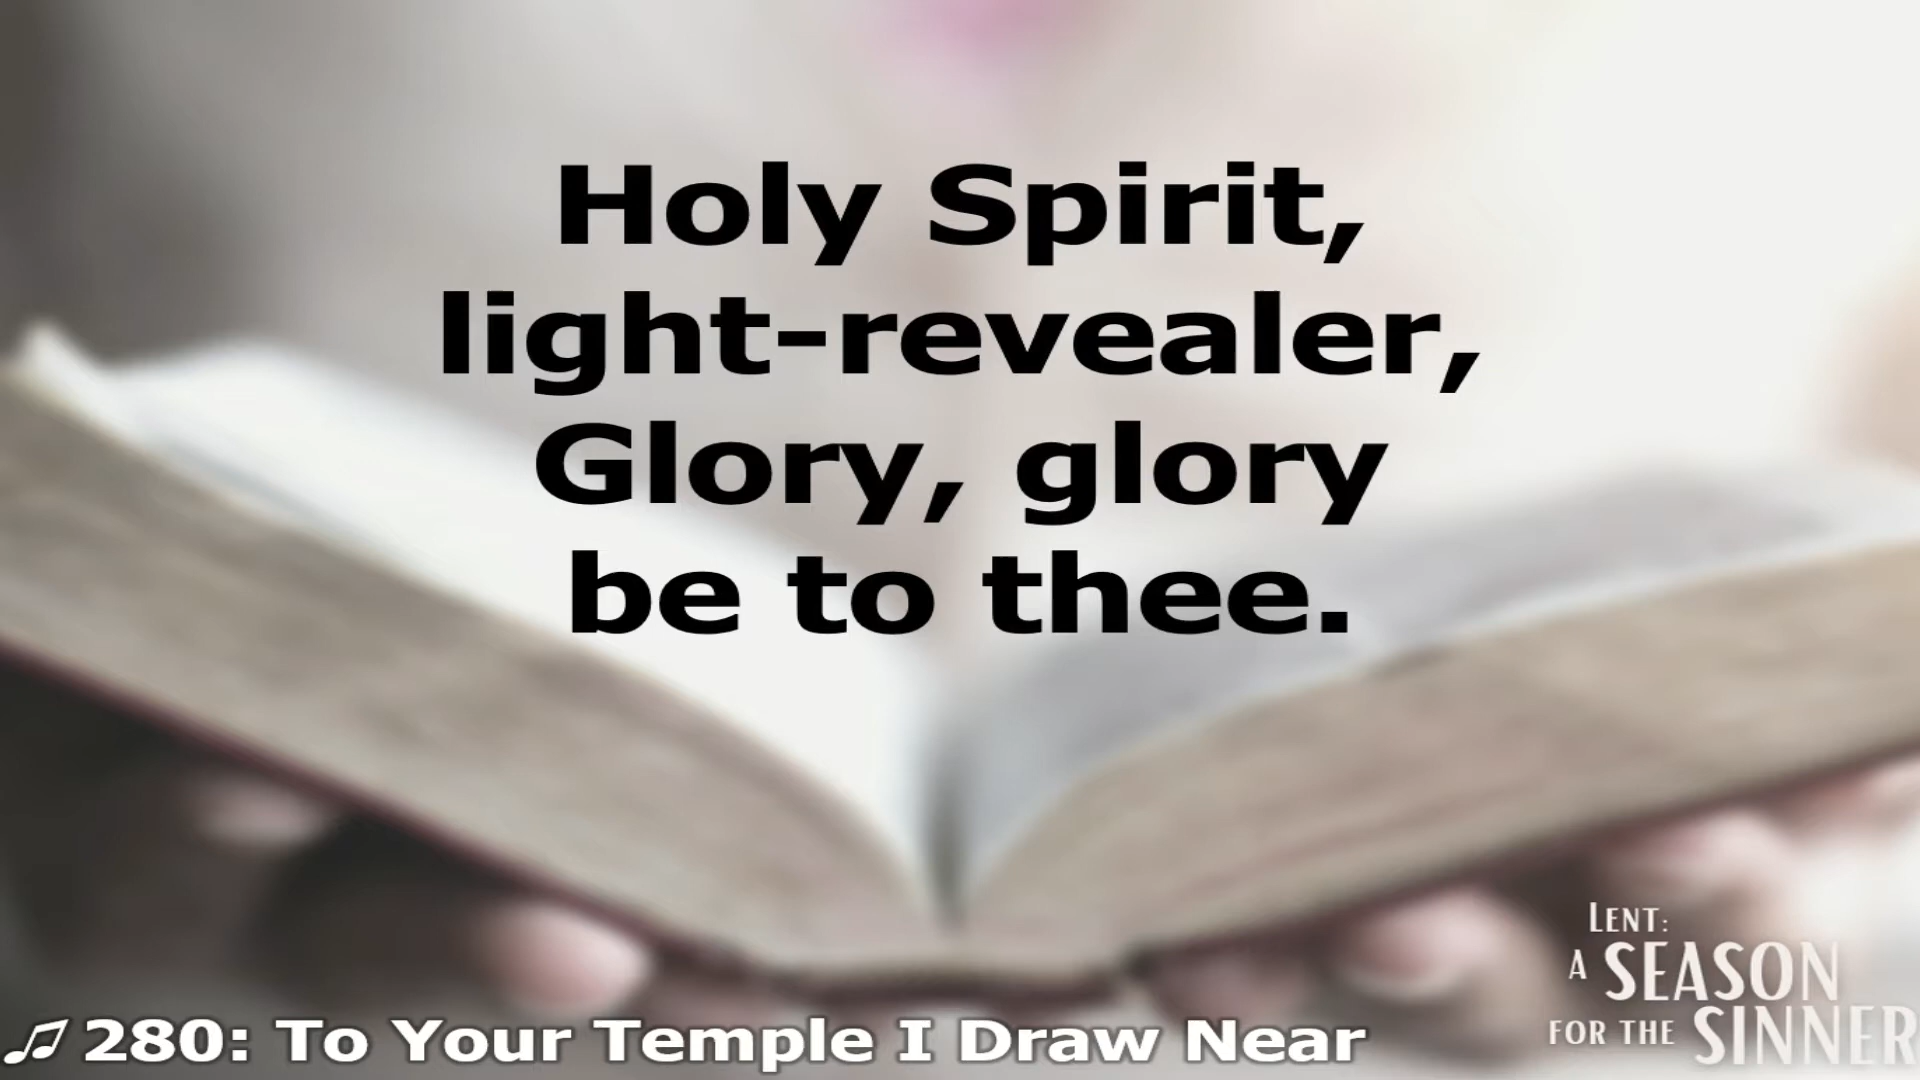 Holy Spirit,
light-revealer,
Glory, glory
be to thee.
LENT:
A SEASON
FOR THE SINNER
♫ 280: To Your Temple I Draw Near